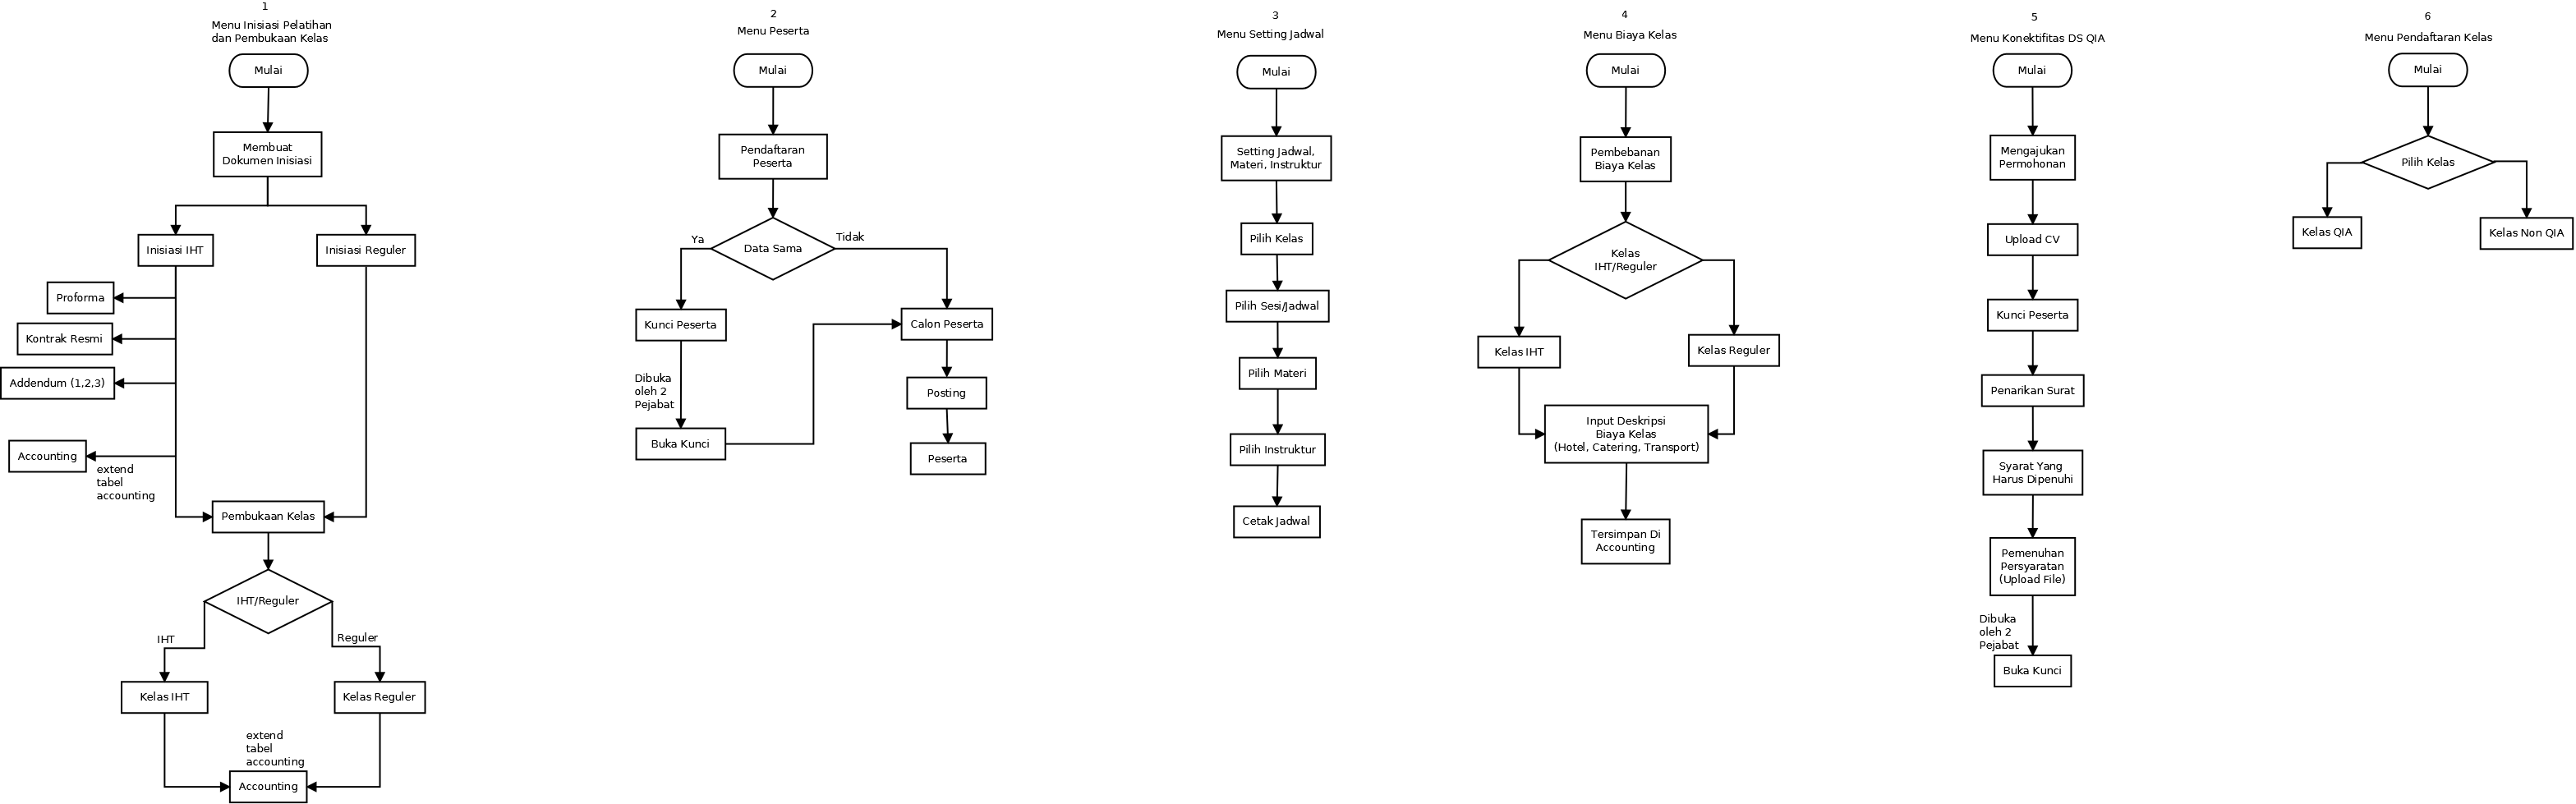 1
Menu Inisiasi Pelatihan
dan Pembukaan Kelas
Mulai
Membuat
Dokumen Inisiasi
Inisiasi IHT
Inisiasi Reguler
Proforma
Kontrak Resmi
Addendum (1,2,3)
Accounting
extend
tabel
accounting
Pembukaan Kelas
IHT/Reguler
IHT
Reguler
Kelas IHT
Kelas Reguler
extend
tabel
accounting
Accounting
2
Menu Peserta
Mulai
Pendaftaran
Peserta
Data Sama
Ya
Tidak
Kunci Peserta
Calon Peserta
Dibuka
oleh 2
Pejabat
Posting
Buka Kunci
Peserta
3
Menu Setting Jadwal
Mulai
Setting Jadwal,
Materi, Instruktur
Pilih Kelas
Pilih Sesi/Jadwal
Pilih Materi
Pilih Instruktur
Cetak Jadwal
4
Menu Biaya Kelas
Mulai
Pembebanan
Biaya Kelas
Kelas
IHT/Reguler
Kelas IHT
Kelas Reguler
Input Deskripsi
Biaya Kelas
(Hotel, Catering, Transport)
Tersimpan Di
Accounting
5
Menu Konektifitas DS QIA
Mulai
Mengajukan
Permohonan
Upload CV
Kunci Peserta
Penarikan Surat
Syarat Yang
Harus Dipenuhi
Pemenuhan
Persyaratan
(Upload File)
Dibuka
oleh 2
Pejabat
Buka Kunci
6
Menu Pendaftaran Kelas
Mulai
Pilih Kelas
Kelas QIA
Kelas Non QIA